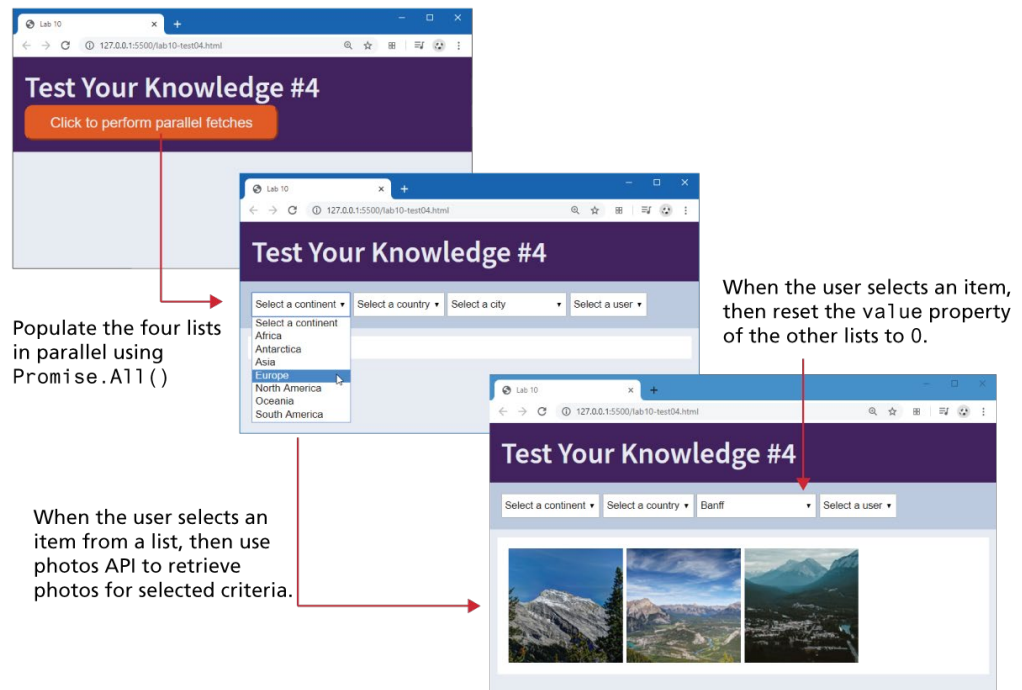 Lab 10
127.0.0.1:5500/lab10-test04.html
Test Your Knowledge #4
Click to perform parallel fetches
Populate the four lists
in parallel using
Promise.All()
Lab 10
127.0.0.1:5500/lab10-test04.html
Test Your Knowledge #4
Select a continent Select a country Select a city Select a user
Select a continent
Africa
Antarctica
Asia
Europe
North America
Oceania
South America
When the user selects an item,
then reset the value property
of the other lists to 0.
When the user selects an
item from a list, then use
photos API to retrieve
photos for selected criteria.
Lab 10
127.0.0.1:5500/lab10-test04.html
Test Your Knowledge #4
Select a continent Select a country Banff Select a user